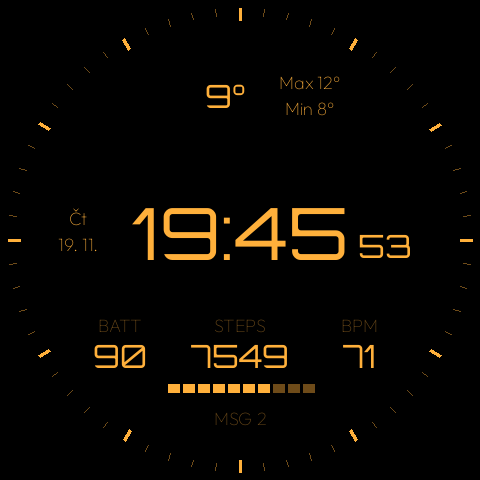 9°
Max 12°
Min 8°
Čt
19. 11.
19:45 53
BATT STEPS BPM
90 7549 71
MSG 2